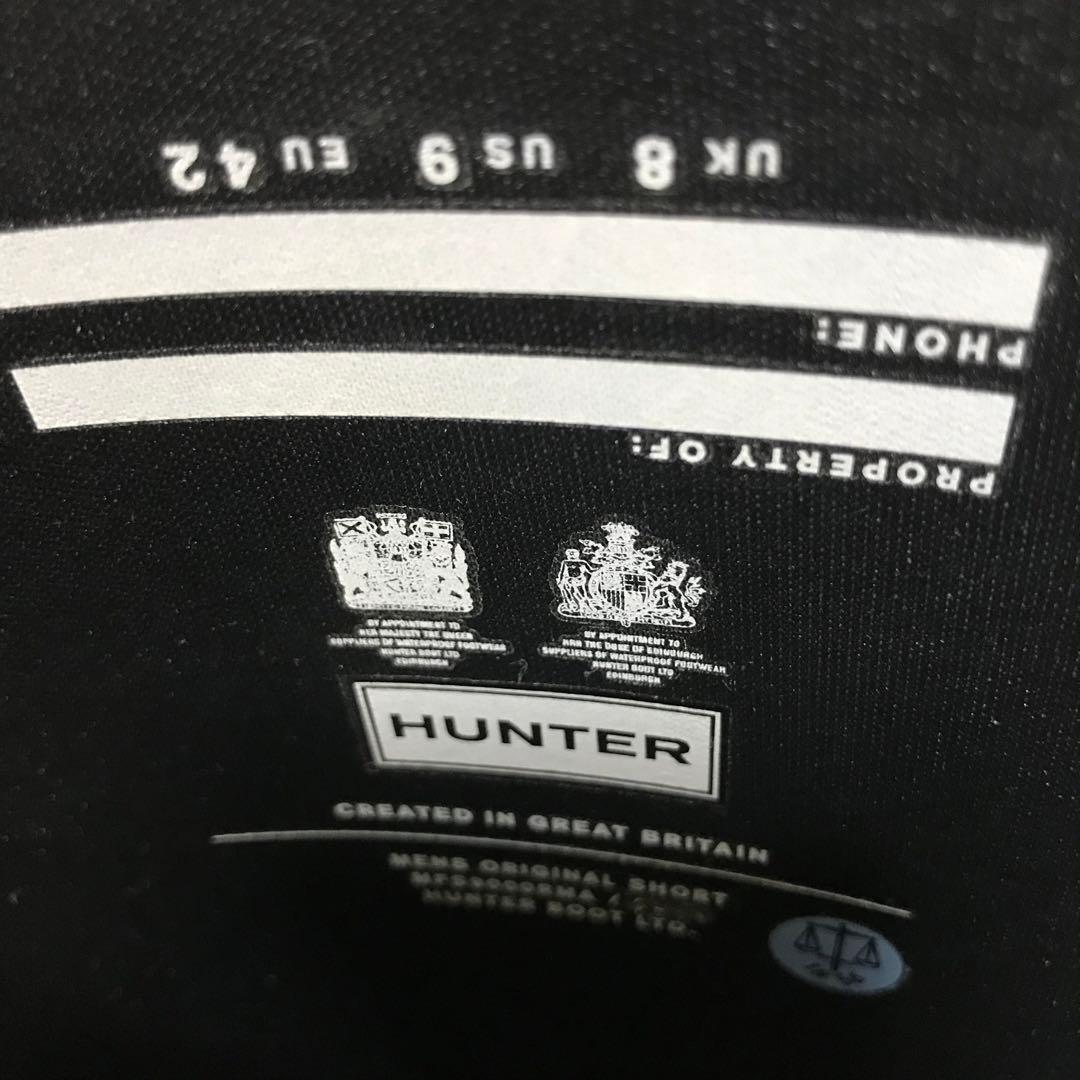 UK 8 US 9 EU 42
PHONE:
PROPERTY OF:
BY APPOINTMENT TO
HER MAJESTY THE QUEEN
SUPPLIERS OF WATERPROOF FOOTWEAR
HUNTER BOOT LTD
EDINBURGH
BY APPOINTMENT TO
HRH THE DUKE OF EDINBURGH
SUPPLIERS OF WATERPROOF FOOTWEAR
HUNTER BOOT LTD
EDINBURGH
HUNTER
CREATED IN GREAT BRITAIN
MENS ORIGINAL SHORT
HUNTER BOOT LTD.